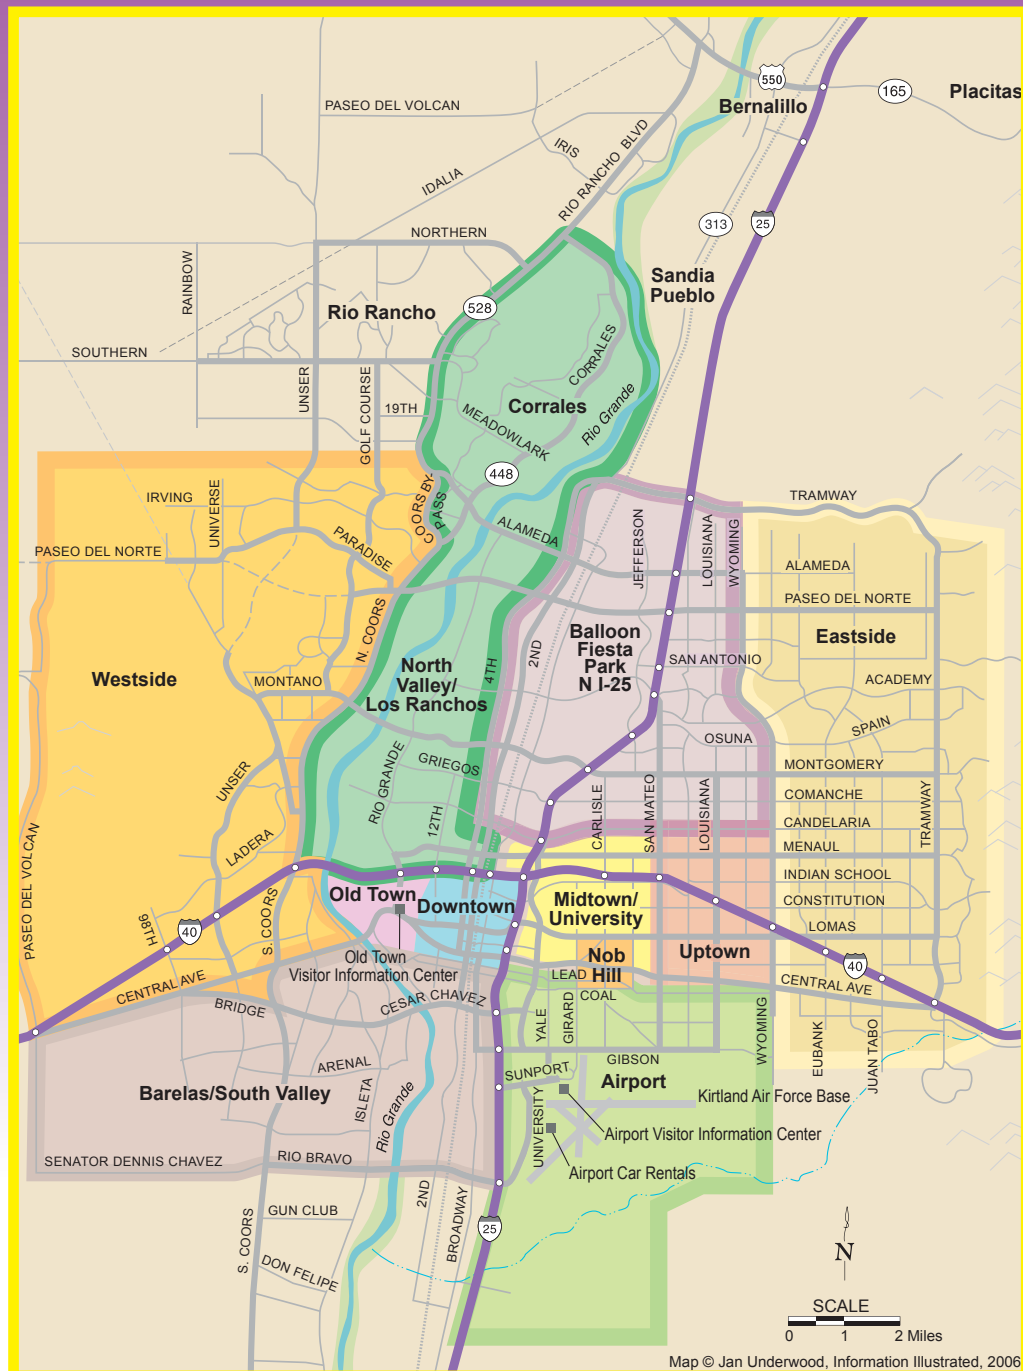 550
165
Placitas
Bernalillo
PASEO DEL VOLCAN
IRIS
RIO RANCHO BLVD
IDALIA
313
25
NORTHERN
RAINBOW
Sandia
Pueblo
Rio Rancho
528
SOUTHERN
UNSER
GOLF COURSE
19TH
CORRALES
Corrales
MEADOWLARK
Rio Grande
448
COORS BY-
PASS
IRVING
UNIVERSE
TRAMWAY
PARADISE
ALAMEDA
JEFFERSON
LOUISIANA
WYOMING
PASEO DEL NORTE
ALAMEDA
PASEO DEL NORTE
N. COORS
2ND
Balloon
Fiesta
Park
N I-25
Eastside
SAN ANTONIO
4TH
North
Valley/
Los Ranchos
Westside
MONTANO
ACADEMY
SPAIN
OSUNA
GRIEGOS
RIO GRANDE
MONTGOMERY
UNSER
COMANCHE
12TH
CARLISLE
SAN MATEO
LOUISIANA
CANDELARIA
TRAMWAY
LADERA
MENAUL
PASEO DEL VOLCAN
INDIAN SCHOOL
Old Town
Downtown
Midtown/
University
CONSTITUTION
98TH
40
S. COORS
LOMAS
Old Town
Visitor Information Center
Nob
Hill
Uptown
40
LEAD
CENTRAL AVE
CENTRAL AVE
BRIDGE
CESAR CHAVEZ
COAL
YALE
GIRARD
WYOMING
EUBANK
JUAN TABO
ARENAL
GIBSON
SUNPORT
Airport
Barelas/South Valley
ISLETA
Rio Grande
Kirtland Air Force Base
UNIVERSITY
Airport Visitor Information Center
SENATOR DENNIS CHAVEZ
RIO BRAVO
Airport Car Rentals
2ND
BROADWAY
GUN CLUB
25
S. COORS
DON FELIPE
N
SCALE
0 1 2 Miles
Map © Jan Underwood, Information Illustrated, 2006